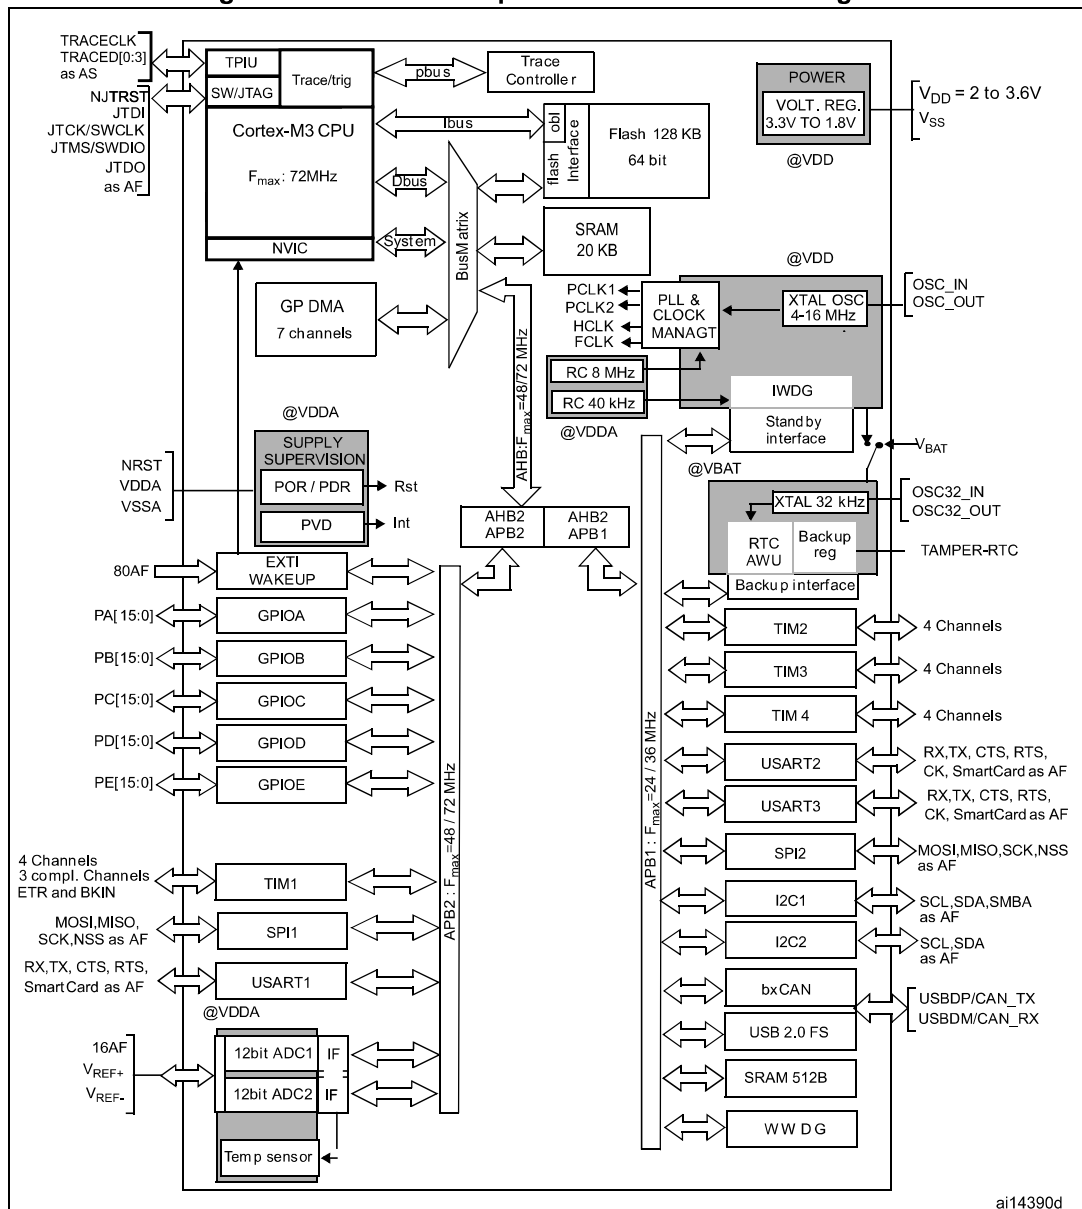 TRACECLK
TRACED[0:3]
as AS
NJTRST
JTDI
JTCK/SWCLK
JTMS/SWDIO
JTDO
as AF
TPIU
SW/JTAG
Trace/trig
Cortex-M3 CPU
Fmax: 72MHz
NVIC
pbus
Trace
Controller
Ibus
Dbus
System
BusMatrix
obl
flash
Interface
Flash 128 KB
64 bit
SRAM
20 KB
POWER
VOLT. REG.
3.3V TO 1.8V
@VDD
VDD = 2 to 3.6V
VSS
GP DMA
7 channels
PCLK1
PCLK2
HCLK
FCLK
PLL &
CLOCK
MANAGT
@VDD
XTAL OSC
4-16 MHz
OSC_IN
OSC_OUT
RC 8 MHz
RC 40 kHz
@VDDA
IWDG
Standby
interface
VBAT
@VBAT
AHB:Fmax=48/72 MHz
@VDDA
SUPPLY
SUPERVISION
POR / PDR
PVD
Rst
Int
NRST
VDDA
VSSA
AHB2
APB2
AHB2
APB1
XTAL 32 kHz
OSC32_IN
OSC32_OUT
RTC
AWU
Backup
reg
TAMPER-RTC
Backup interface
80AF
EXTI
WAKEUP
PA[15:0]
GPIOA
PB[15:0]
GPIOB
PC[15:0]
GPIOC
PD[15:0]
GPIOD
PE[15:0]
GPIOE
4 Channels
3 compl. Channels
ETR and BKIN
TIM1
MOSI,MISO,
SCK,NSS as AF
SPI1
RX,TX, CTS, RTS,
SmartCard as AF
USART1
@VDDA
16AF
VREF+
VREF-
12bit ADC1
IF
12bit ADC2
IF
Temp sensor
APB2 : Fmax=48 / 72 MHz
APB1 : Fmax=24 / 36 MHz
TIM2
4 Channels
TIM3
4 Channels
TIM 4
4 Channels
USART2
RX,TX, CTS, RTS,
CK, SmartCard as AF
USART3
RX,TX, CTS, RTS,
CK, SmartCard as AF
SPI2
MOSI,MISO,SCK,NSS
as AF
I2C1
SCL,SDA,SMBA
as AF
I2C2
SCL,SDA
as AF
bxCAN
USBDP/CAN_TX
USBDM/CAN_RX
USB 2.0 FS
SRAM 512B
WWDG
ai14390d